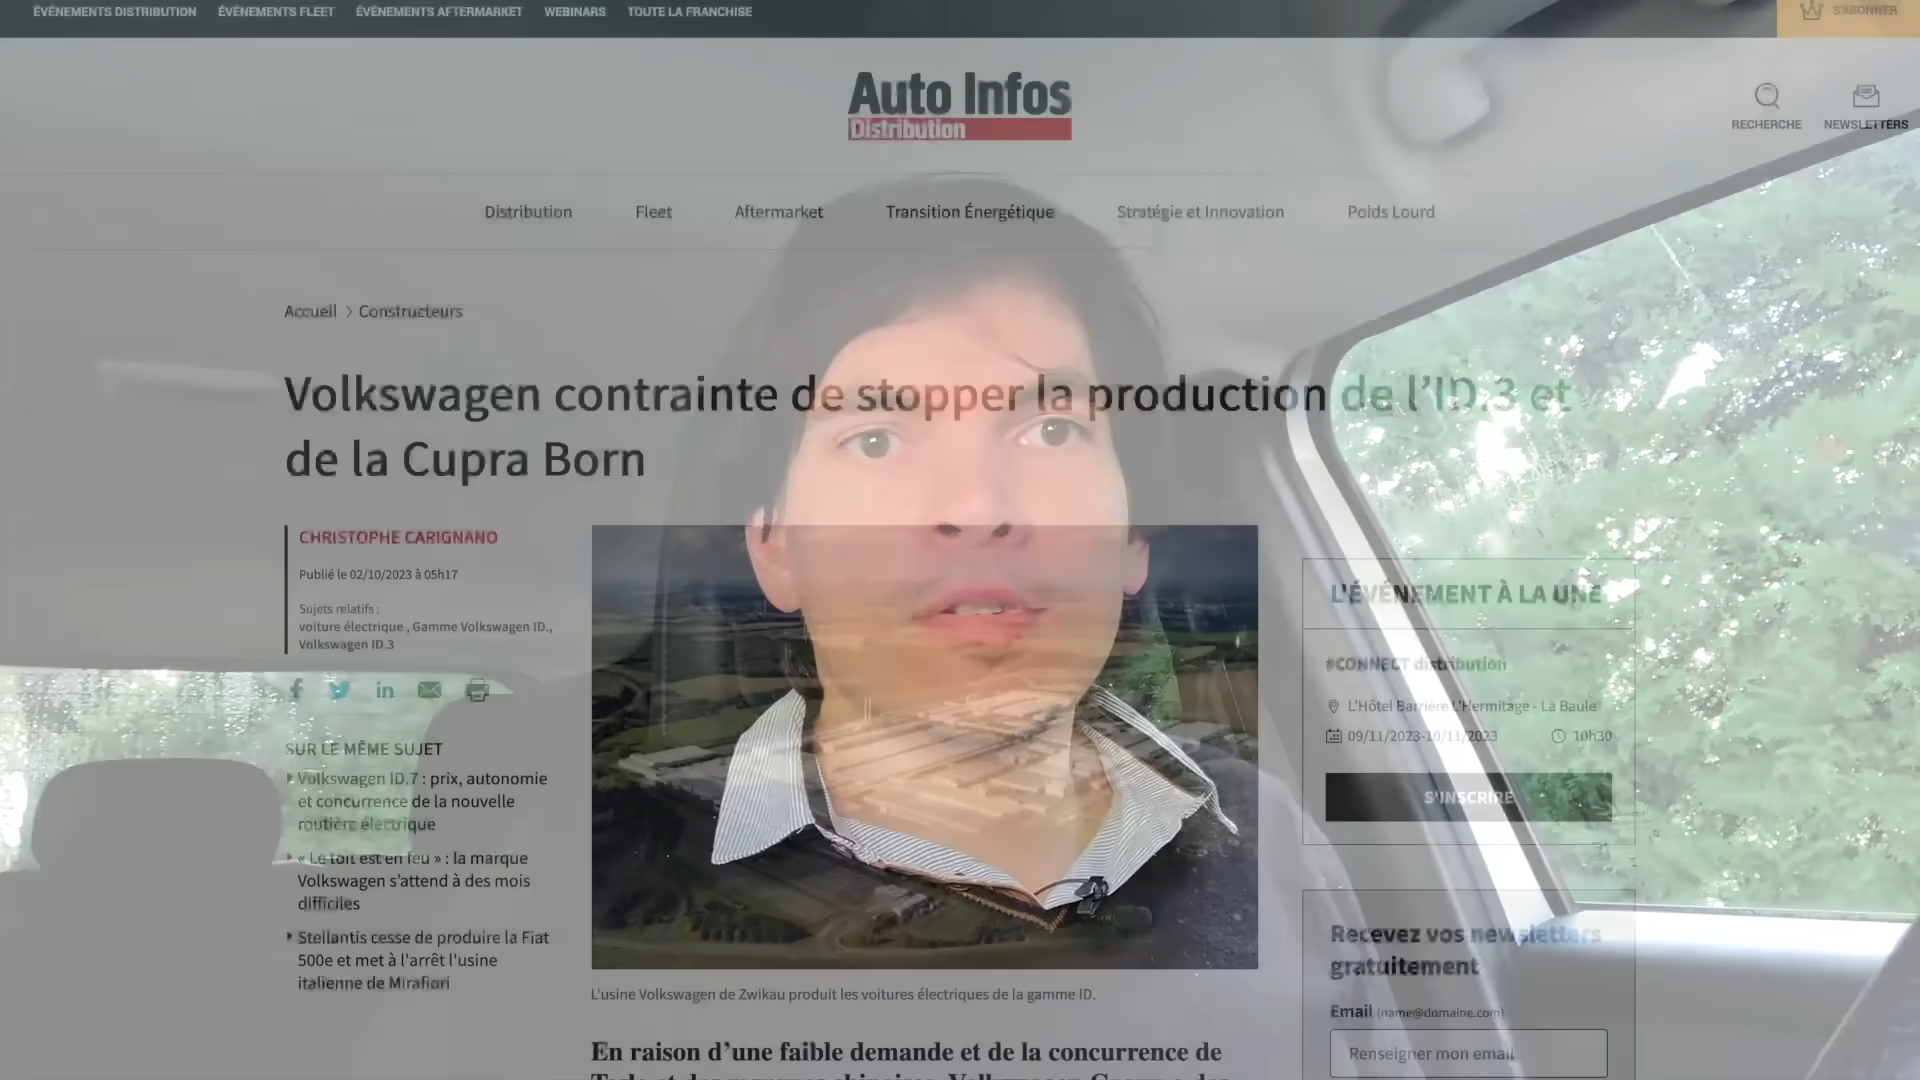 ÉVÉNEMENTS DISTRIBUTION ÉVÉNEMENTS FLEET ÉVÉNEMENTS AFTERMARKET WEBINARS TOUTE LA FRANCHISE
S'ABONNER
Auto Infos
Distribution
RECHERCHE NEWSLETTERS
Distribution Fleet Aftermarket Transition Énergétique Stratégie et Innovation Poids Lourd
Accueil > Constructeurs
Volkswagen contrainte de stopper la production de l'ID.3 et
de la Cupra Born
CHRISTOPHE CARIGNANO
Publié le 02/10/2023 à 05h17
Sujets relatifs :
voiture électrique , Gamme Volkswagen ID.,
Volkswagen ID.3
SUR LE MÊME SUJET
Volkswagen ID.7 : prix, autonomie
et concurrence de la nouvelle
routière électrique
« Le toit est en feu » : la marque
Volkswagen s'attend à des mois
difficiles
Stellantis cesse de produire la Fiat
500e et met à l'arrêt l'usine
italienne de Mirafiori
L'usine Volkswagen de Zwikau produit les voitures électriques de la gamme ID.
En raison d'une faible demande et de la concurrence de
L'ÉVÉNEMENT À LA UNE
#CONNECT distribution
L'Hôtel Barrière L'Hermitage - La Baule
09/11/2023-10/11/2023 10h30
S'INSCRIRE
Recevez vos newsletters
gratuitement
Email (name@domaine.com)
Renseigner mon email